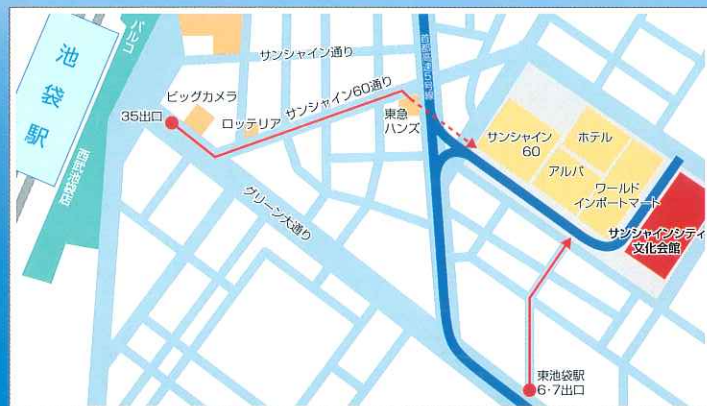 パルコ
池袋駅
西武池袋店
35出口
ビッグカメラ
ロッテリア
サンシャイン通り
サンシャイン60通り
東急
ハンズ
首都高速5号線
グリーン大通り
サンシャイン
60
ホテル
アルパ
ワールド
インポートマート
サンシャインシティ
文化会館
東池袋駅
6・7出口